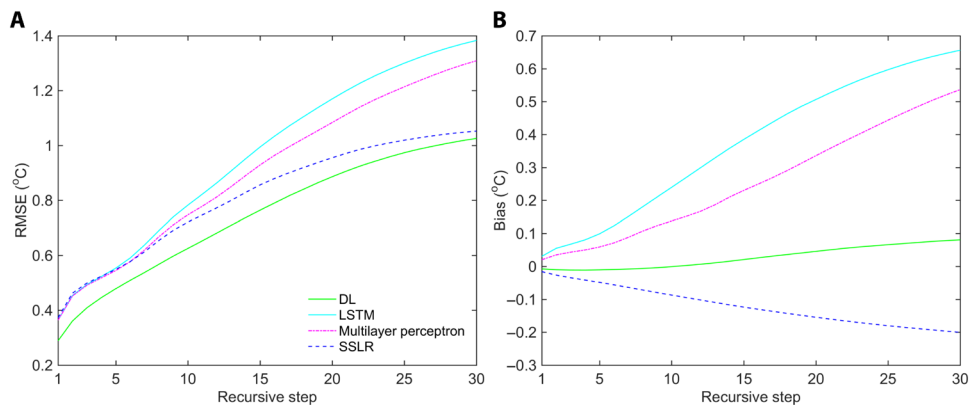 A
1.4
1.2
1
0.8
0.6
0.4
0.2
RMSE (°C)
1 5 10 15 20 25 30
Recursive step
DL
LSTM
Multilayer perceptron
SSLR
B
0.7
0.6
0.5
0.4
0.3
0.2
0.1
0
−0.1
−0.2
−0.3
Bias (°C)
1 5 10 15 20 25 30
Recursive step